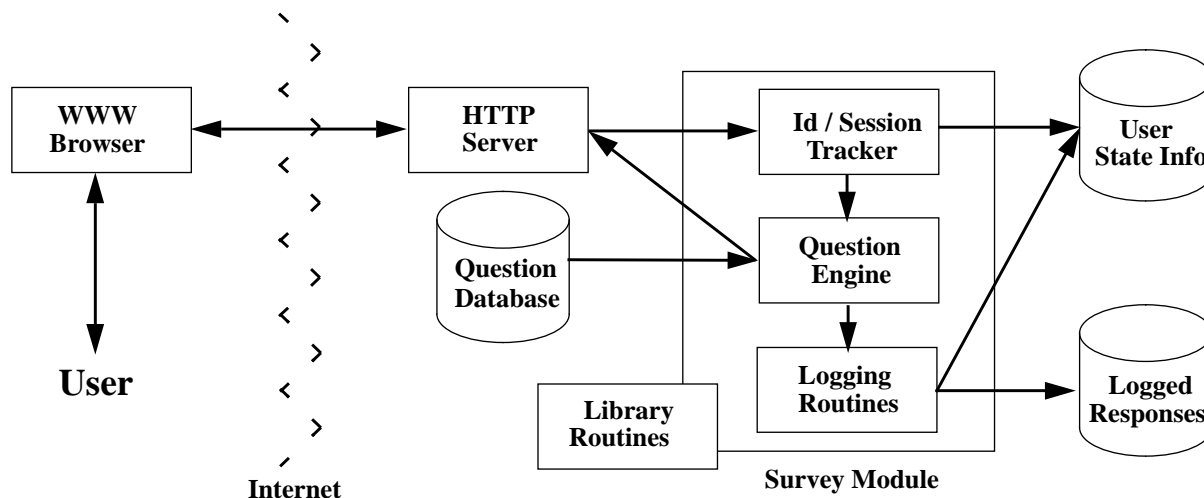 WWW
Browser
HTTP
Server
Id / Session
Tracker
User
State Info
Question
Database
Question
Engine
User
Library
Routines
Logging
Routines
Logged
Responses
Internet
Survey Module